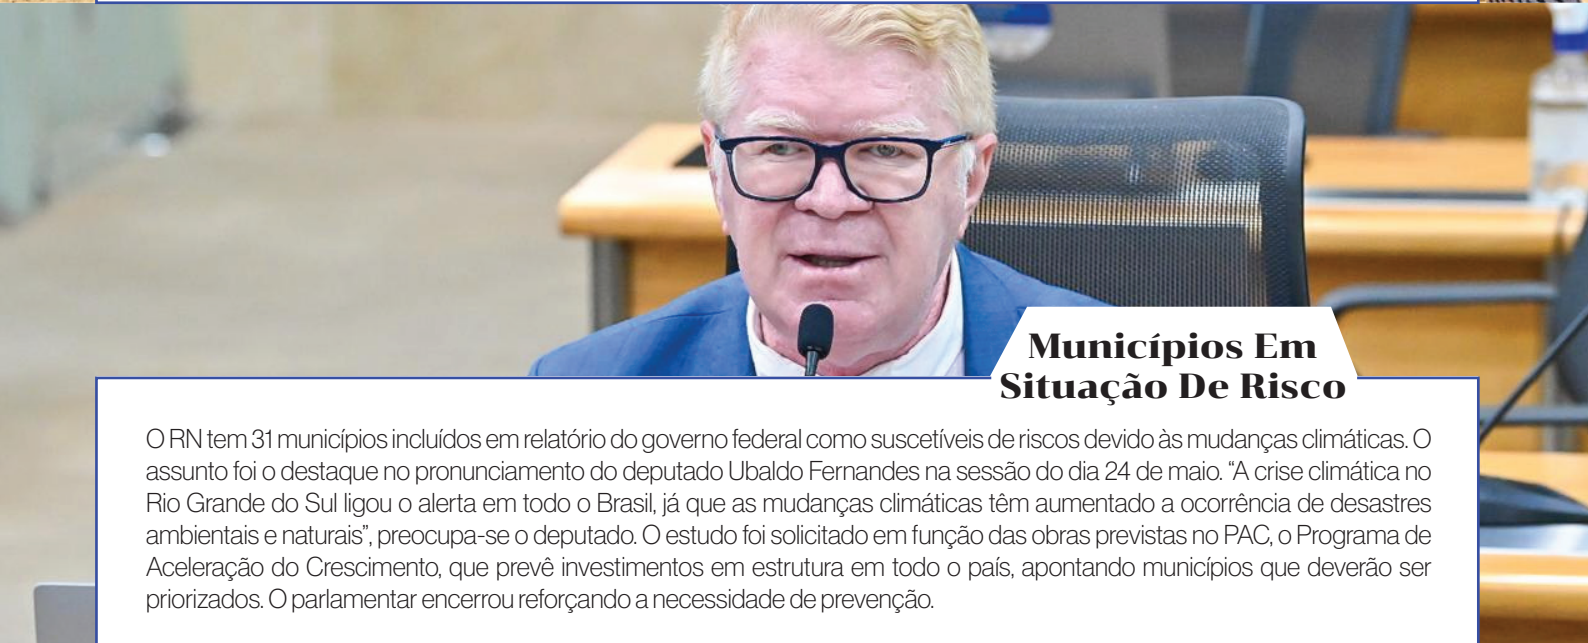 Municípios Em
Situação De Risco
O RN tem 31 municípios incluídos em relatório do governo federal como suscetíveis de riscos devido às mudanças climáticas. O
assunto foi o destaque no pronunciamento do deputado Ubaldo Fernandes na sessão do dia 24 de maio. “A crise climática no
Rio Grande do Sul ligou o alerta em todo o Brasil, já que as mudanças climáticas têm aumentado a ocorrência de desastres
ambientais e naturais”, preocupa-se o deputado. O estudo foi solicitado em função das obras previstas no PAC, o Programa de
Aceleração do Crescimento, que prevê investimentos em estrutura em todo o país, apontando municípios que deverão ser
priorizados. O parlamentar encerrou reforçando a necessidade de prevenção.